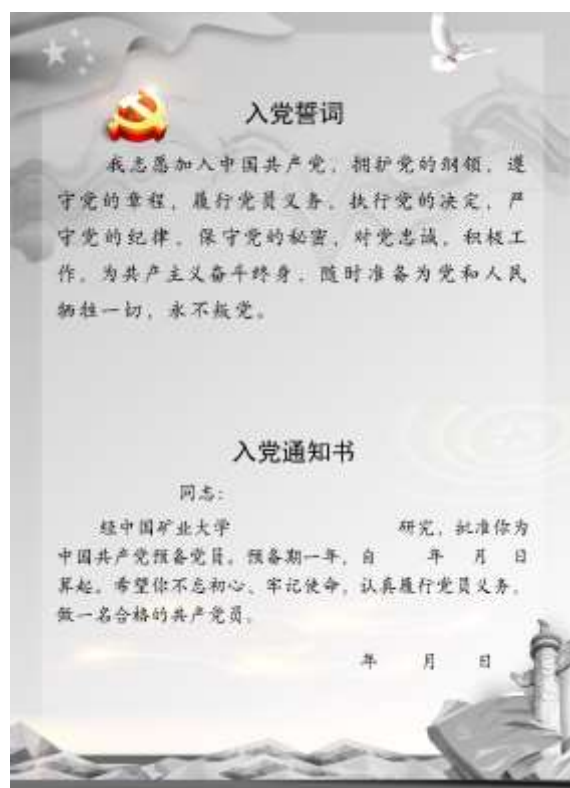 入党誓词
我志愿加入中国共产党，拥护党的纲领，遵
守党的章程，履行党员义务，执行党的决定，严
守党的纪律，保守党的秘密，对党忠诚，积极工
作，为共产主义奋斗终身，随时准备为党和人民
牺牲一切，永不叛党。
入党通知书
同志：
经中国矿业大学 研究，批准你为
中国共产党预备党员。预备期一年，自 年 月 日
算起。希望你不忘初心、牢记使命，认真履行党员义务，
做一名合格的共产党员。
年 月 日